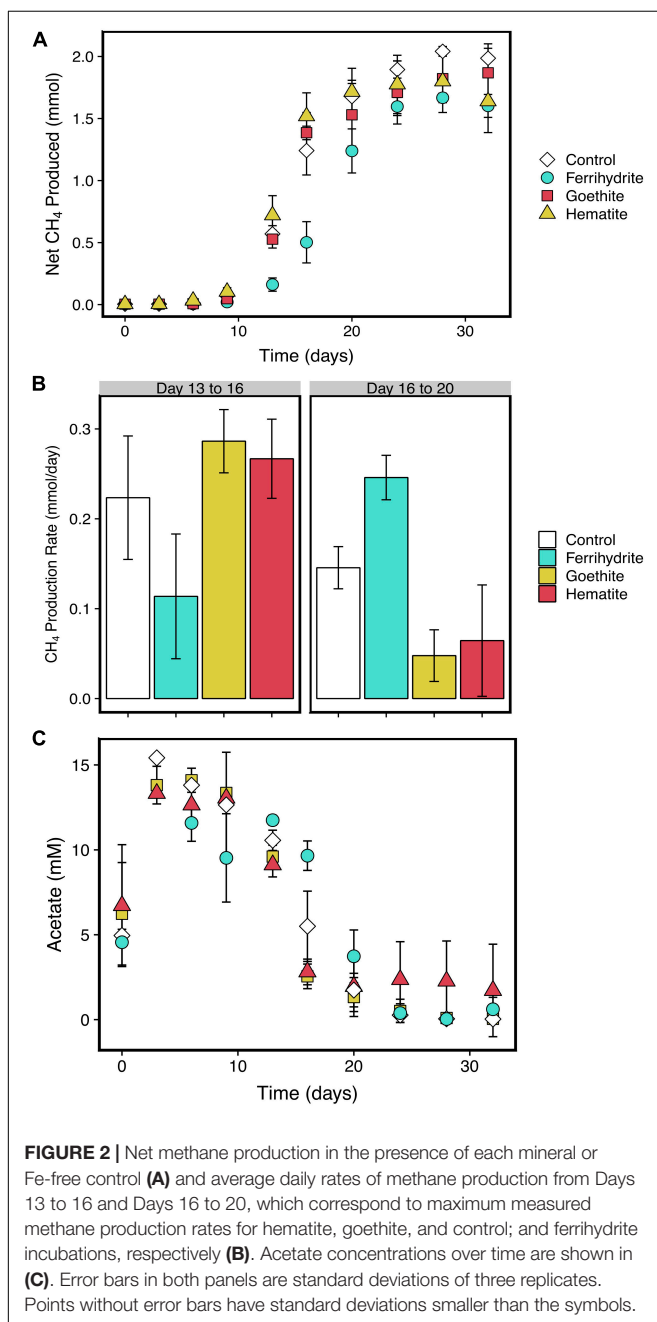 A
Net CH4 Produced (mmol)
2.0
1.5
1.0
0.5
0.0
0
10
20
30
Time (days)
Control
Ferrihydrite
Goethite
Hematite
B
Day 13 to 16
Day 16 to 20
CH4 Production Rate (mmol/day)
0.3
0.2
0.1
0.0
Control
Ferrihydrite
Goethite
Hematite
C
Acetate (mM)
15
10
5
0
0
10
20
30
Time (days)
FIGURE 2 | Net methane production in the presence of each mineral or
Fe-free control (A) and average daily rates of methane production from Days
13 to 16 and Days 16 to 20, which correspond to maximum measured
methane production rates for hematite, goethite, and control; and ferrihydrite
incubations, respectively (B). Acetate concentrations over time are shown in
(C). Error bars in both panels are standard deviations of three replicates.
Points without error bars have standard deviations smaller than the symbols.